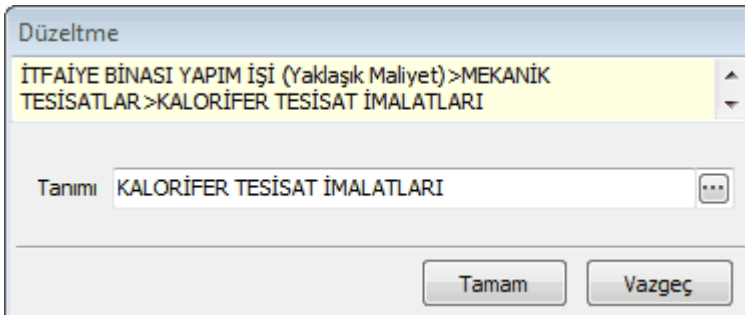 Düzeltme
İTFAİYE BİNASI YAPIM İŞİ (Yaklaşık Maliyet)>MEKANİK
TESİSATLAR>KALORİFER TESİSAT İMALATLARI
Tanımı KALORİFER TESİSAT İMALATLARI
Tamam Vazgeç